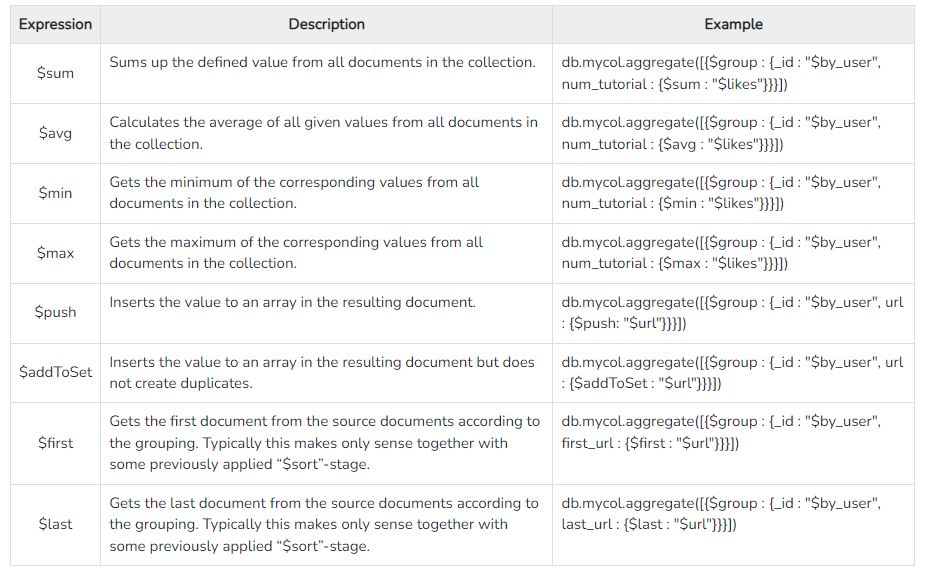 Expression Description Example
$sum
Sums up the defined value from all documents in the collection.
db.mycol.aggregate([{$group : {_id : "$by_user",
num_tutorial : {$sum : "$likes"}}}])
$avg
Calculates the average of all given values from all documents in
the collection.
db.mycol.aggregate([{$group : {_id : "$by_user",
num_tutorial : {$avg : "$likes"}}}])
$min
Gets the minimum of the corresponding values from all
documents in the collection.
db.mycol.aggregate([{$group : {_id : "$by_user",
num_tutorial : {$min : "$likes"}}}])
$max
Gets the maximum of the corresponding values from all
documents in the collection.
db.mycol.aggregate([{$group : {_id : "$by_user",
num_tutorial : {$max : "$likes"}}}])
$push
Inserts the value to an array in the resulting document.
db.mycol.aggregate([{$group : {_id : "$by_user", url
: {$push: "$url"}}}])
$addToSet
Inserts the value to an array in the resulting document but does
not create duplicates.
db.mycol.aggregate([{$group : {_id : "$by_user", url
: {$addToSet : "$url"}}}])
$first
Gets the first document from the source documents according to
the grouping. Typically this makes only sense together with
some previously applied “$sort”-stage.
db.mycol.aggregate([{$group : {_id : "$by_user",
first_url : {$first : "$url"}}}])
$last
Gets the last document from the source documents according to
the grouping. Typically this makes only sense together with
some previously applied “$sort”-stage.
db.mycol.aggregate([{$group : {_id : "$by_user",
last_url : {$last : "$url"}}}])